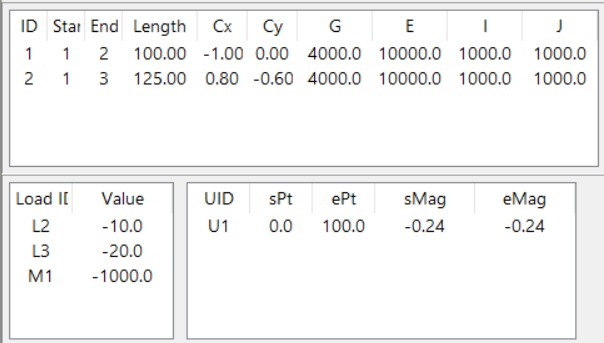 ID Star End Length Cx Cy G E I J
1 1 2 100.00 -1.00 0.00 4000.0 10000.0 1000.0 1000.0
2 1 3 125.00 0.80 -0.60 4000.0 10000.0 1000.0 1000.0
Load ID Value
L2 -10.0
L3 -20.0
M1 -1000.0
UID sPt ePt sMag eMag
U1 0.0 100.0 -0.24 -0.24